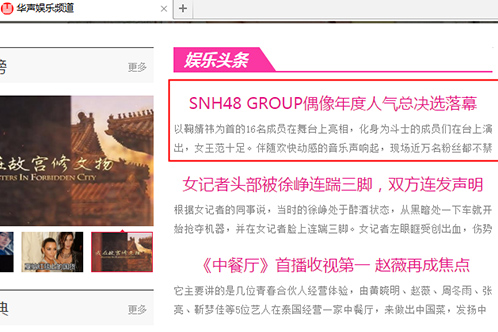 华声娱乐频道
榜
更多
在故宫修文物
TERS IN FORBIDDEN CITY
典
更多
娱乐头条
SNH48 GROUP偶像年度人气总决选落幕
以鞠婧祎为首的16名成员在舞台上亮相，化身为斗士的成员们在台上演
出，女王范十足。伴随欢快动感的音乐声响起，现场近万名粉丝都不禁
女记者头部被徐峥连踹三脚，双方连发声明
根据女记者的同事说，当时的徐峥处于醉酒状态，从黑暗处一下车就开
始抢夺机器，并在女记者脸上连踹三脚。女记者左眼眶受创出血，伤势
《中餐厅》首播收视第一 赵薇再成焦点
它主要讲的是几位青春合伙人经营体验，由黄晓明、赵薇、周冬雨、张
亮、靳梦佳等5位艺人在泰国经营一家中餐厅，来做出中国菜，发扬中